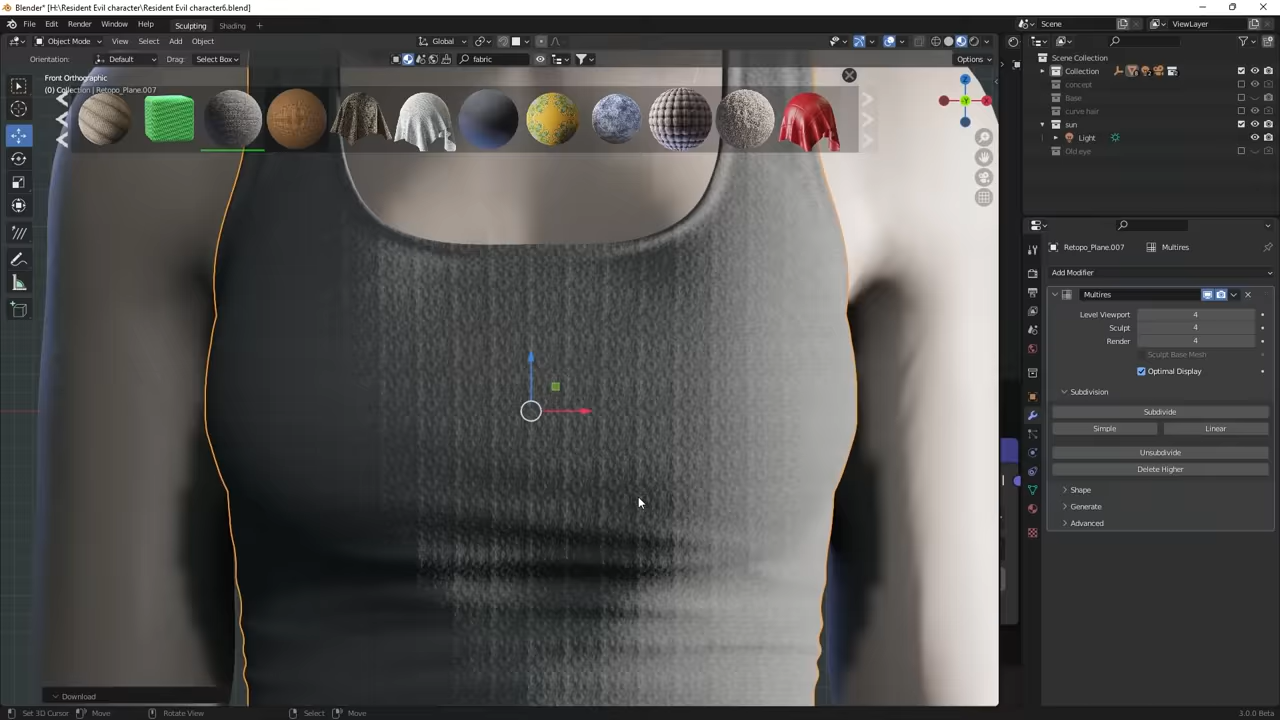 Blender* [H:\Resident Evil character\Resident Evil character6.blend]
File Edit Render Window Help Sculpting Shading + Scene ViewLayer
Object Mode View Select Add Object Global
Orientation: Default Drag: Select Box fabric Options
Front Orthographic
(0) Collection | Retopo_Plane.007
Scene Collection
Collection
concept
Base
curve hair
sun
Light
Old eye
Retopo_Plane.007 Multires
Add Modifier
Multires
Level Viewport 4
Sculpt 4
Render 4
Sculpt Base Mesh
Optimal Display
Subdivision
Subdivide
Simple Linear
Unsubdivide
Delete Higher
Shape
Generate
Advanced
Download
Set 3D Cursor Move Rotate View Select Move 3.0.0 Beta